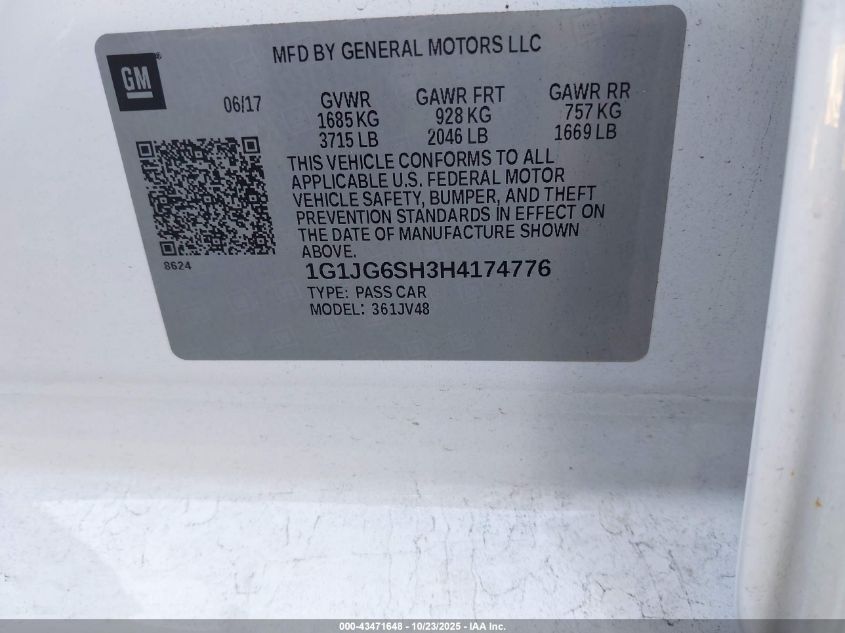 GM®
MFD BY GENERAL MOTORS LLC
06/17
GVWR
1685 KG
3715 LB
GAWR FRT
928 KG
2046 LB
GAWR RR
757 KG
1669 LB
THIS VEHICLE CONFORMS TO ALL
APPLICABLE U.S. FEDERAL MOTOR
VEHICLE SAFETY, BUMPER, AND THEFT
PREVENTION STANDARDS IN EFFECT ON
THE DATE OF MANUFACTURE SHOWN
ABOVE.
8624
1G1JG6SH3H4174776
TYPE: PASS CAR
MODEL: 361JV48
000-43471648 - 10/23/2025 - IAA Inc.